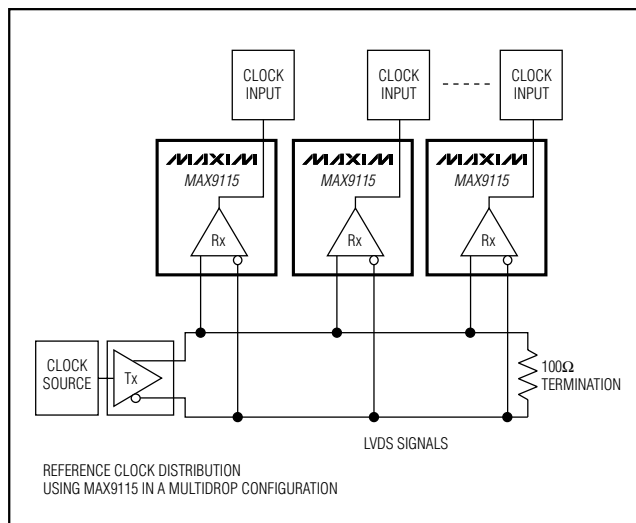 CLOCK
INPUT
CLOCK
INPUT
CLOCK
INPUT
MAXIM
MAX9115
MAXIM
MAX9115
MAXIM
MAX9115
Rx
Rx
Rx
CLOCK
SOURCE
Tx
100Ω
TERMINATION
LVDS SIGNALS
REFERENCE CLOCK DISTRIBUTION
USING MAX9115 IN A MULTIDROP CONFIGURATION